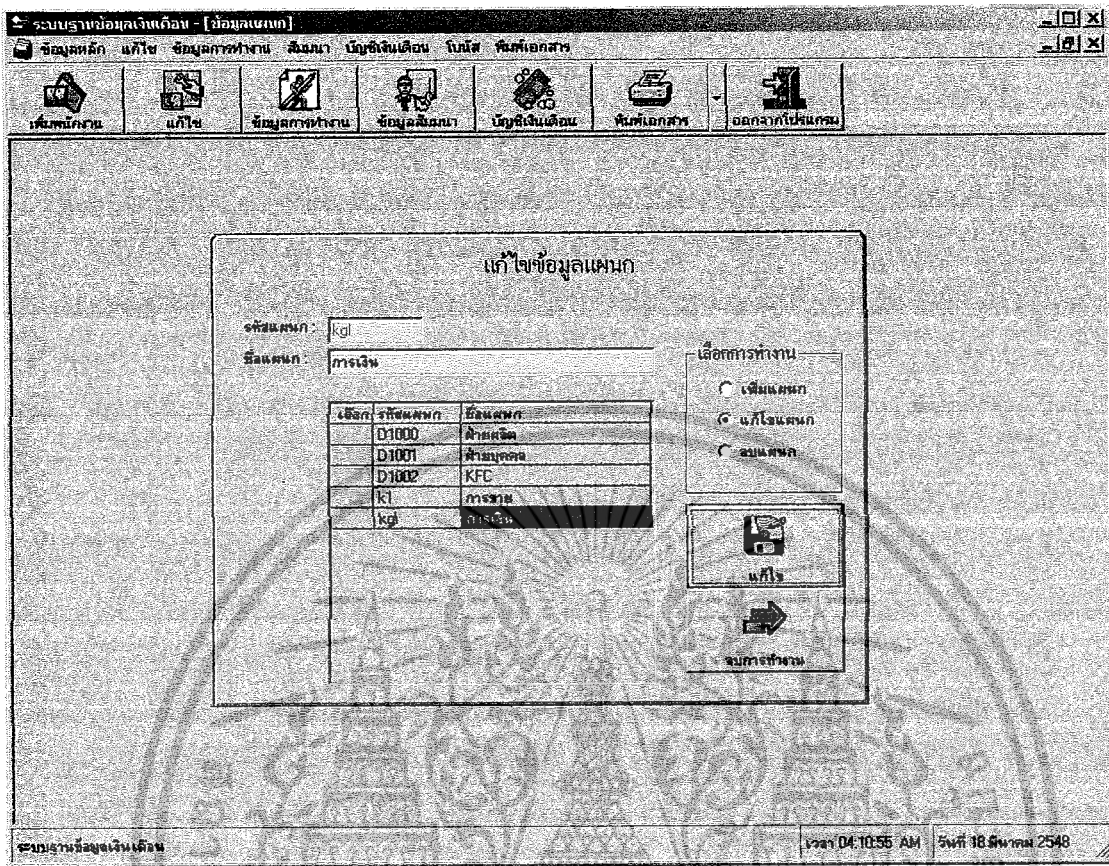 ระบบฐานข้อมูลเงินเดือน - [ข้อมูลแผนก]
ข้อมูลหลัก แก้ไข ข้อมูลการทำงาน สัมมนา บัญชีเงินเดือน โบนัส พิมพ์เอกสาร
เพิ่มพนักงาน แก้ไข ข้อมูลการทำงาน ข้อมูลสัมมนา บัญชีเงินเดือน พิมพ์เอกสาร ออกจากโปรแกรม
แก้ไขข้อมูลแผนก
รหัสแผนก : kgl
ชื่อแผนก : การเงิน
เลือก รหัสแผนก ชื่อแผนก
D1000 ฝ่ายผลิต
D1001 ฝ่ายบุคคล
D1002 KFC
k1 การขาย
kgl การเงิน
เลือกการทำงาน
เพิ่มแผนก
แก้ไขแผนก
ลบแผนก
แก้ไข
จบการทำงาน
ระบบฐานข้อมูลเงินเดือน เวลา 04:10:55 AM วันที่ 18 มีนาคม 2548